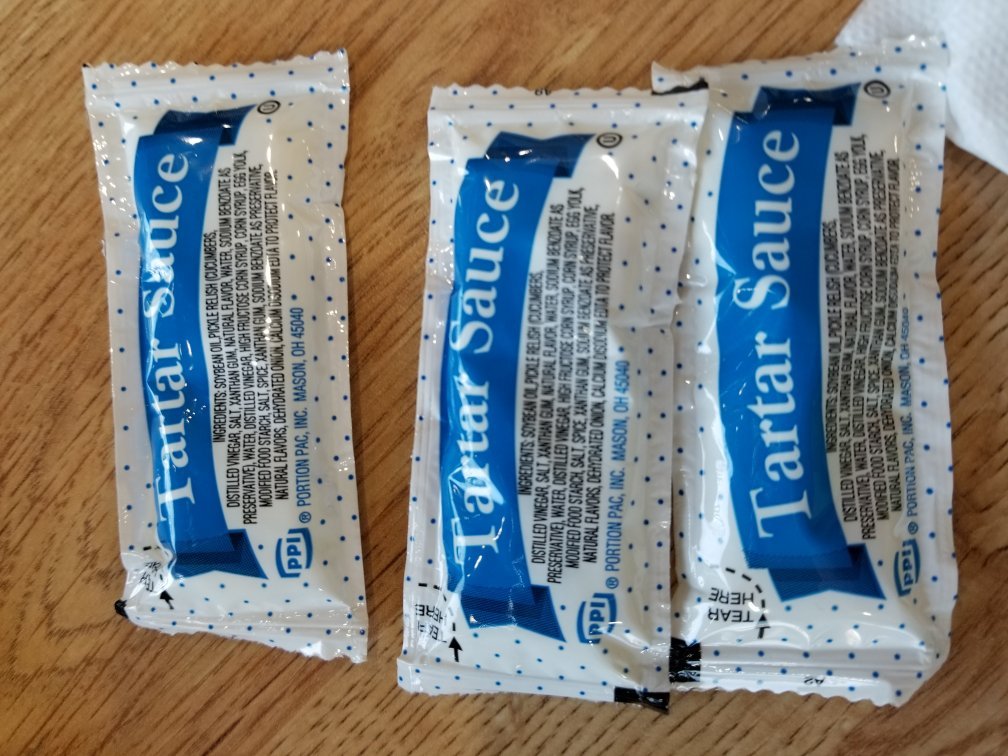 Tartar Sauce
Ⓤ
INGREDIENTS: SOYBEAN OIL, PICKLE RELISH (CUCUMBERS,
DISTILLED VINEGAR, SALT, XANTHAN GUM, NATURAL FLAVOR, WATER, SODIUM BENZOATE AS
PRESERVATIVE), WATER, DISTILLED VINEGAR, HIGH FRUCTOSE CORN SYRUP, CORN SYRUP, EGG YOLK,
MODIFIED FOOD STARCH, SALT, SPICE, XANTHAN GUM, SODIUM BENZOATE AS PRESERVATIVE,
NATURAL FLAVORS, DEHYDRATED ONION, CALCIUM DISODIUM EDTA TO PROTECT FLAVOR.
PPI ® PORTION PAC, INC. MASON, OH 45040
Tartar Sauce
Ⓤ
INGREDIENTS: SOYBEAN OIL, PICKLE RELISH (CUCUMBERS,
DISTILLED VINEGAR, SALT, XANTHAN GUM, NATURAL FLAVOR, WATER, SODIUM BENZOATE AS
PRESERVATIVE), WATER, DISTILLED VINEGAR, HIGH FRUCTOSE CORN SYRUP, CORN SYRUP, EGG YOLK,
MODIFIED FOOD STARCH, SALT, SPICE, XANTHAN GUM, SODIUM BENZOATE AS PRESERVATIVE,
NATURAL FLAVORS, DEHYDRATED ONION, CALCIUM DISODIUM EDTA TO PROTECT FLAVOR.
PPI ® PORTION PAC, INC. MASON, OH 45040
TEAR
HERE
Tartar Sauce
Ⓤ
INGREDIENTS: SOYBEAN OIL, PICKLE RELISH (CUCUMBERS,
DISTILLED VINEGAR, SALT, XANTHAN GUM, NATURAL FLAVOR, WATER, SODIUM BENZOATE AS
PRESERVATIVE), WATER, DISTILLED VINEGAR, HIGH FRUCTOSE CORN SYRUP, CORN SYRUP, EGG YOLK,
MODIFIED FOOD STARCH, SALT, SPICE, XANTHAN GUM, SODIUM BENZOATE AS PRESERVATIVE,
NATURAL FLAVORS, DEHYDRATED ONION, CALCIUM DISODIUM EDTA TO PROTECT FLAVOR.
PPI ® PORTION PAC, INC. MASON, OH 45040
TEAR
HERE
A2